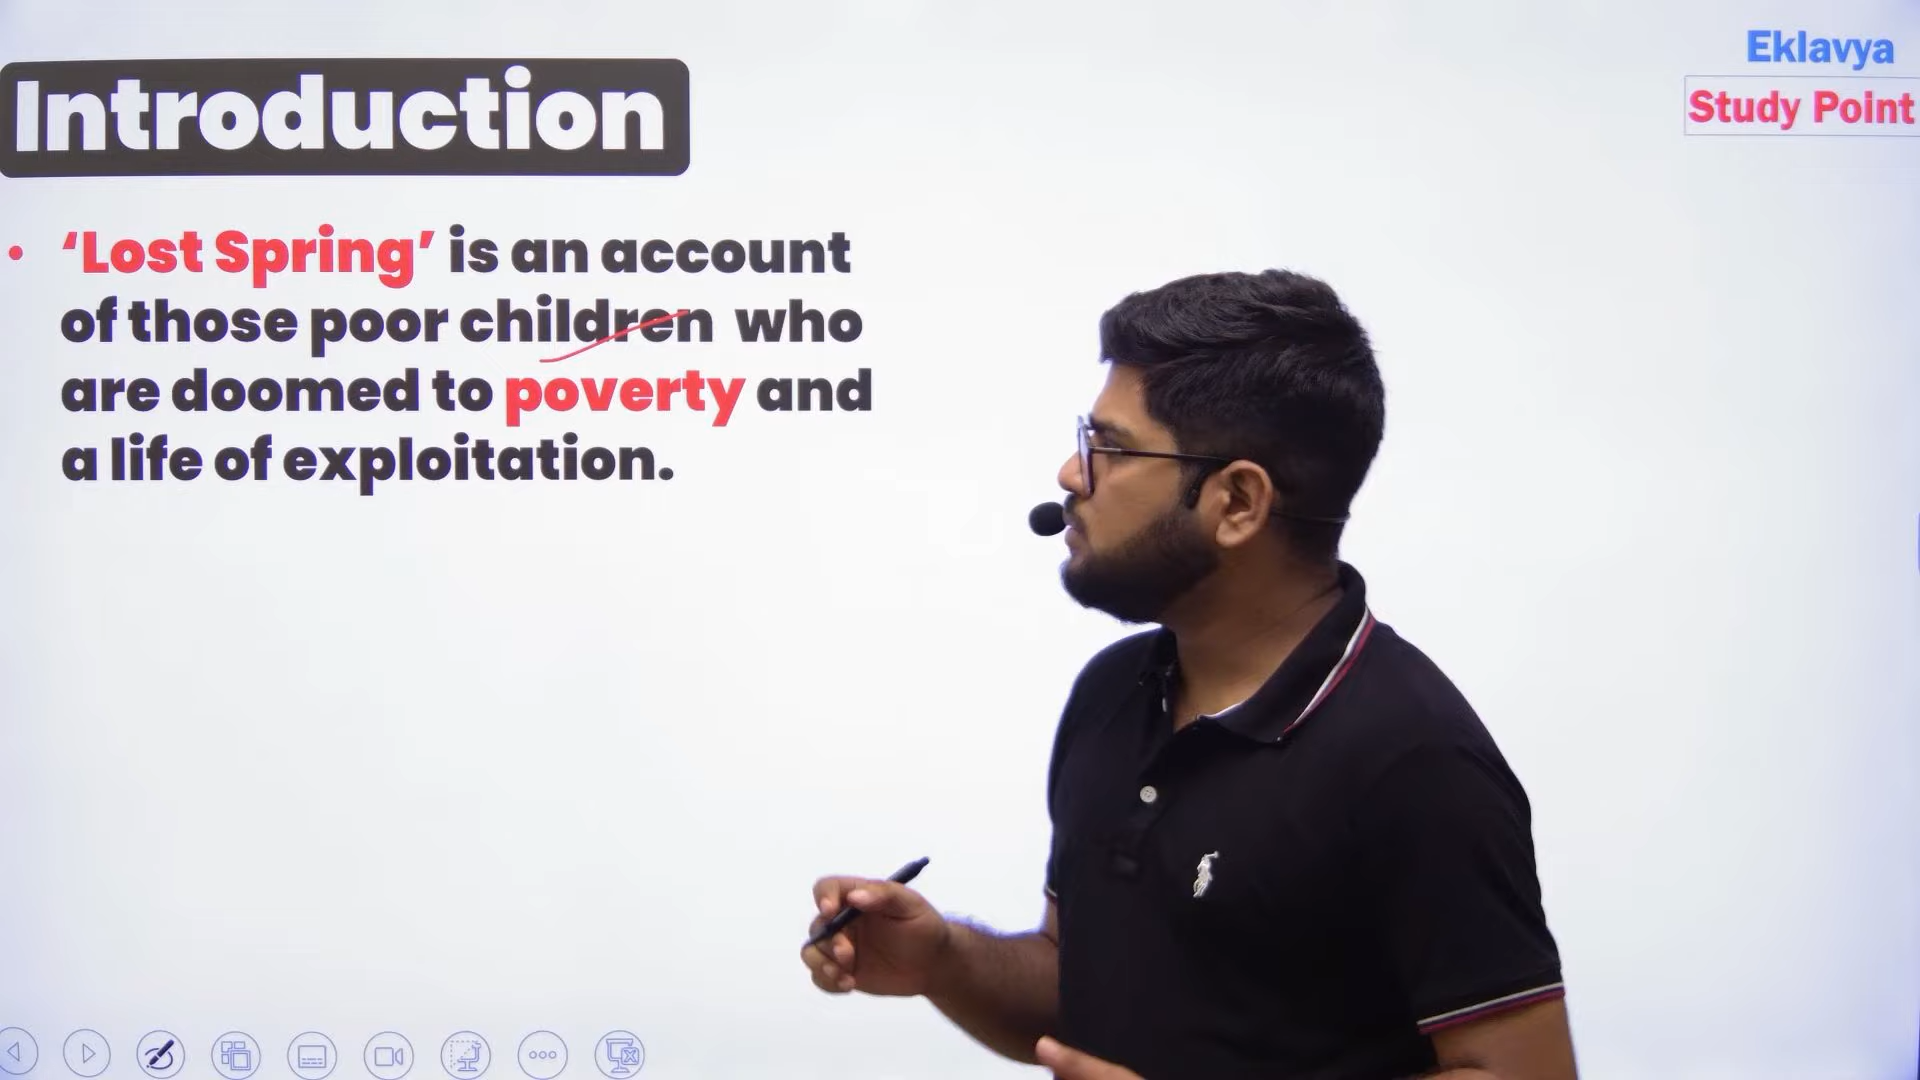 Eklavya
Study Point
Introduction
• ‘Lost Spring’ is an account
of those poor children who
are doomed to poverty and
a life of exploitation.